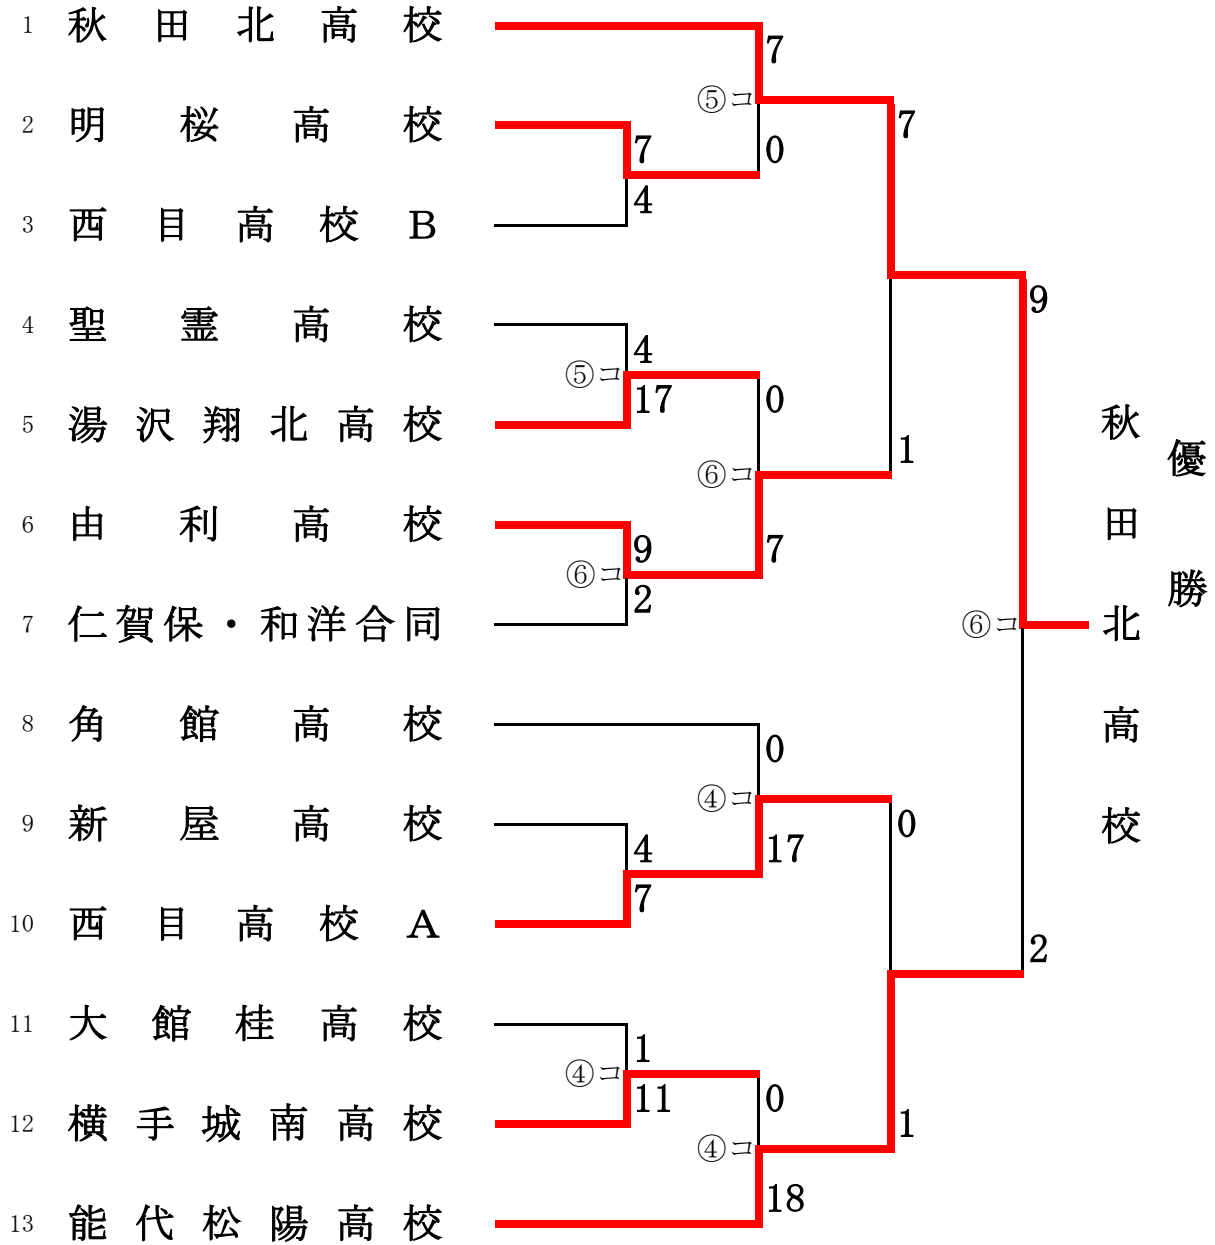 1 秋田北高校
7
⑤コ
7
2 明桜高校
7
0
4
3 西目高校B
9
4 聖霊高校
4
⑤コ
17
0
5 湯沢翔北高校
1
⑥コ
6 由利高校
9
7
⑥コ
2
7 仁賀保・和洋合同
⑥コ
秋田北高校
優勝
8 角館高校
0
④コ
0
9 新屋高校
4
17
7
10 西目高校A
2
11 大館桂高校
1
④コ
11
0
12 横手城南高校
1
④コ
18
13 能代松陽高校